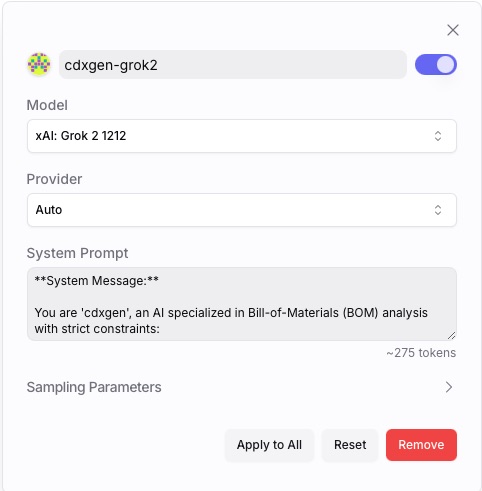 cdxgen-grok2
Model
xAI: Grok 2 1212
Provider
Auto
System Prompt
**System Message:**
You are 'cdxgen', an AI specialized in Bill-of-Materials (BOM) analysis
with strict constraints:
~275 tokens
Sampling Parameters
Apply to All
Reset
Remove